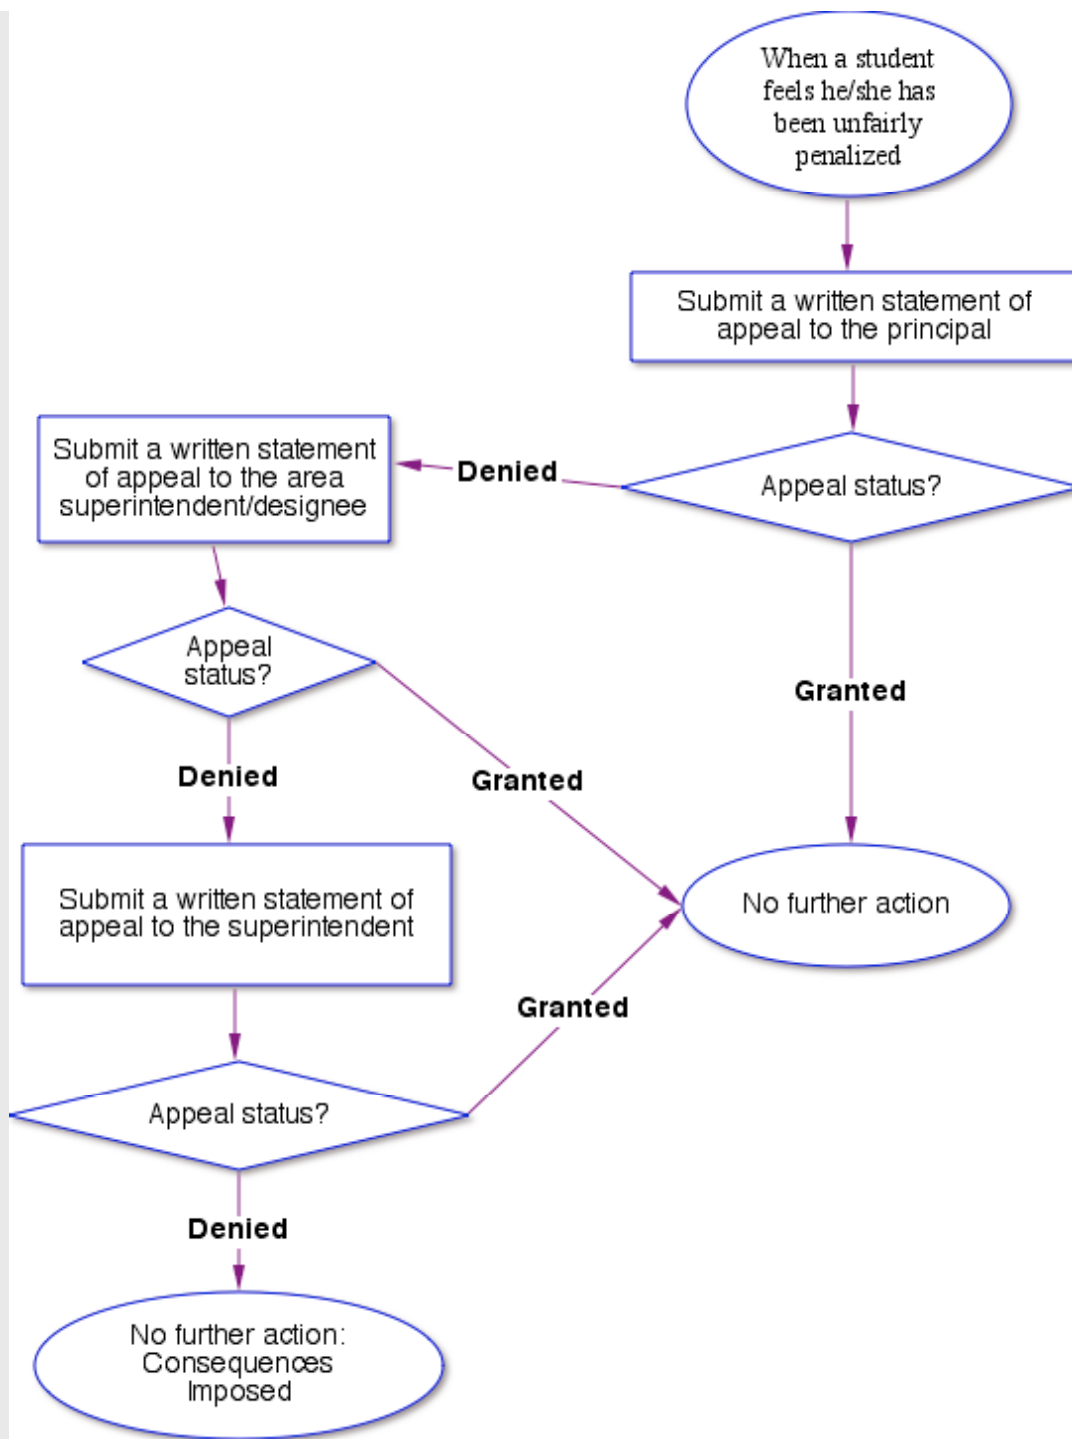 When a student
feels he/she has
been unfairly
penalized
Submit a written statement of
appeal to the principal
Appeal status?
Denied
Submit a written statement
of appeal to the area
superintendent/designee
Granted
Appeal
status?
Denied
Granted
Submit a written statement of
appeal to the superintendent
No further action
Granted
Appeal status?
Denied
No further action:
Consequences
Imposed